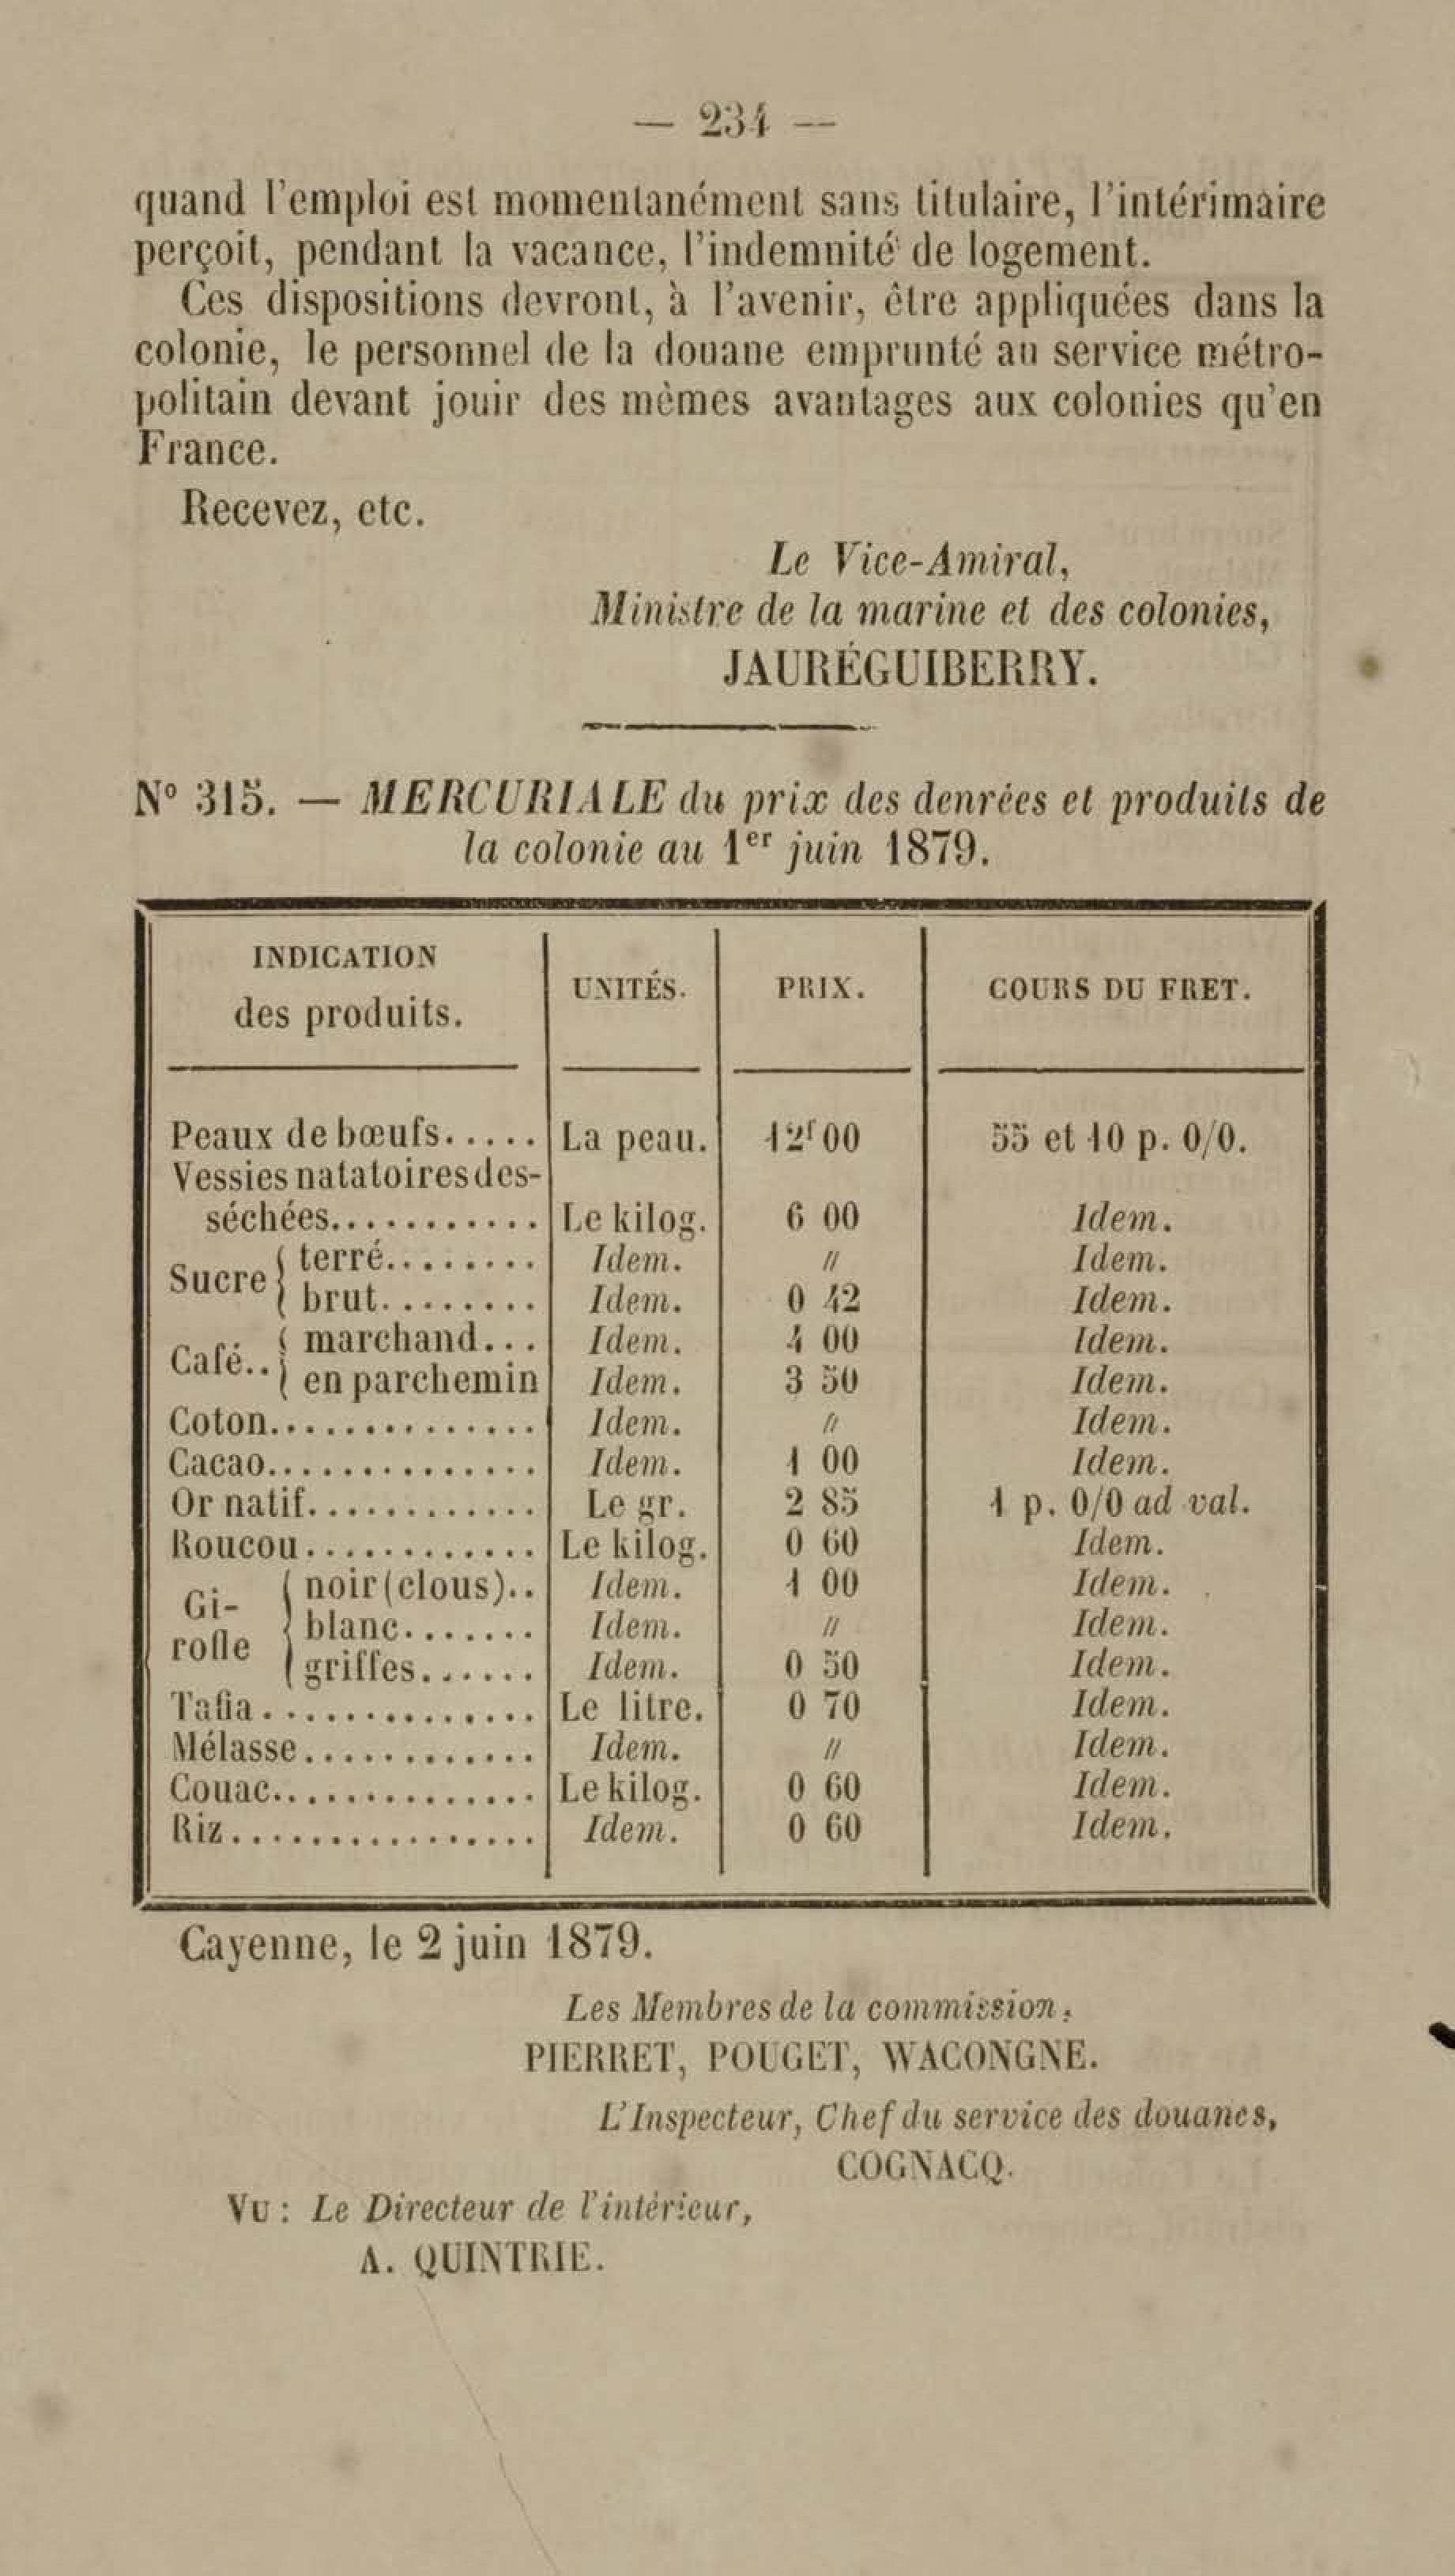 — 234 —
quand l'emploi est momentanément sans titulaire, l'intérimaire
perçoit, pendant la vacance, l'indemnité de logement.
Ces dispositions devront, à l'avenir, être appliquées dans la
colonie, le personnel de la douane emprunté au service métro-
politain devant jouir des mêmes avantages aux colonies qu'en
France.
Recevez, etc.
Le Vice-Amiral,
Ministre de la marine et des colonies,
JAURÉGUIBERRY.
N° 315. — MERCURIALE du prix des denrées et produits de
la colonie au 1er juin 1879.
INDICATION des produits. UNITÉS. PRIX. COURS DU FRET.
Peaux de bœufs..... La peau. 12f 00 55 et 10 p. 0/0.
Vessies natatoires des-
séchées........... Le kilog. 6 00 Idem.
Sucre { terré........ Idem. // Idem.
brut........ Idem. 0 42 Idem.
Café.. { marchand... Idem. 4 00 Idem.
en parchemin Idem. 3 50 Idem.
Coton.............. Idem. // Idem.
Cacao.............. Idem. 1 00 Idem.
Or natif............ Le gr. 2 85 1 p. 0/0 ad val.
Roucou............ Le kilog. 0 60 Idem.
Gi-rofle { noir (clous).. Idem. 1 00 Idem.
blanc....... Idem. // Idem.
griffes...... Idem. 0 50 Idem.
Tafia.............. Le litre. 0 70 Idem.
Mélasse............ Idem. // Idem.
Couac.............. Le kilog. 0 60 Idem.
Riz................ Idem. 0 60 Idem.
Cayenne, le 2 juin 1879.
Les Membres de la commission,
PIERRET, POUGET, WACONGNE.
L'Inspecteur, Chef du service des douanes,
COGNACQ.
VU : Le Directeur de l'intérieur,
A. QUINTRIE.